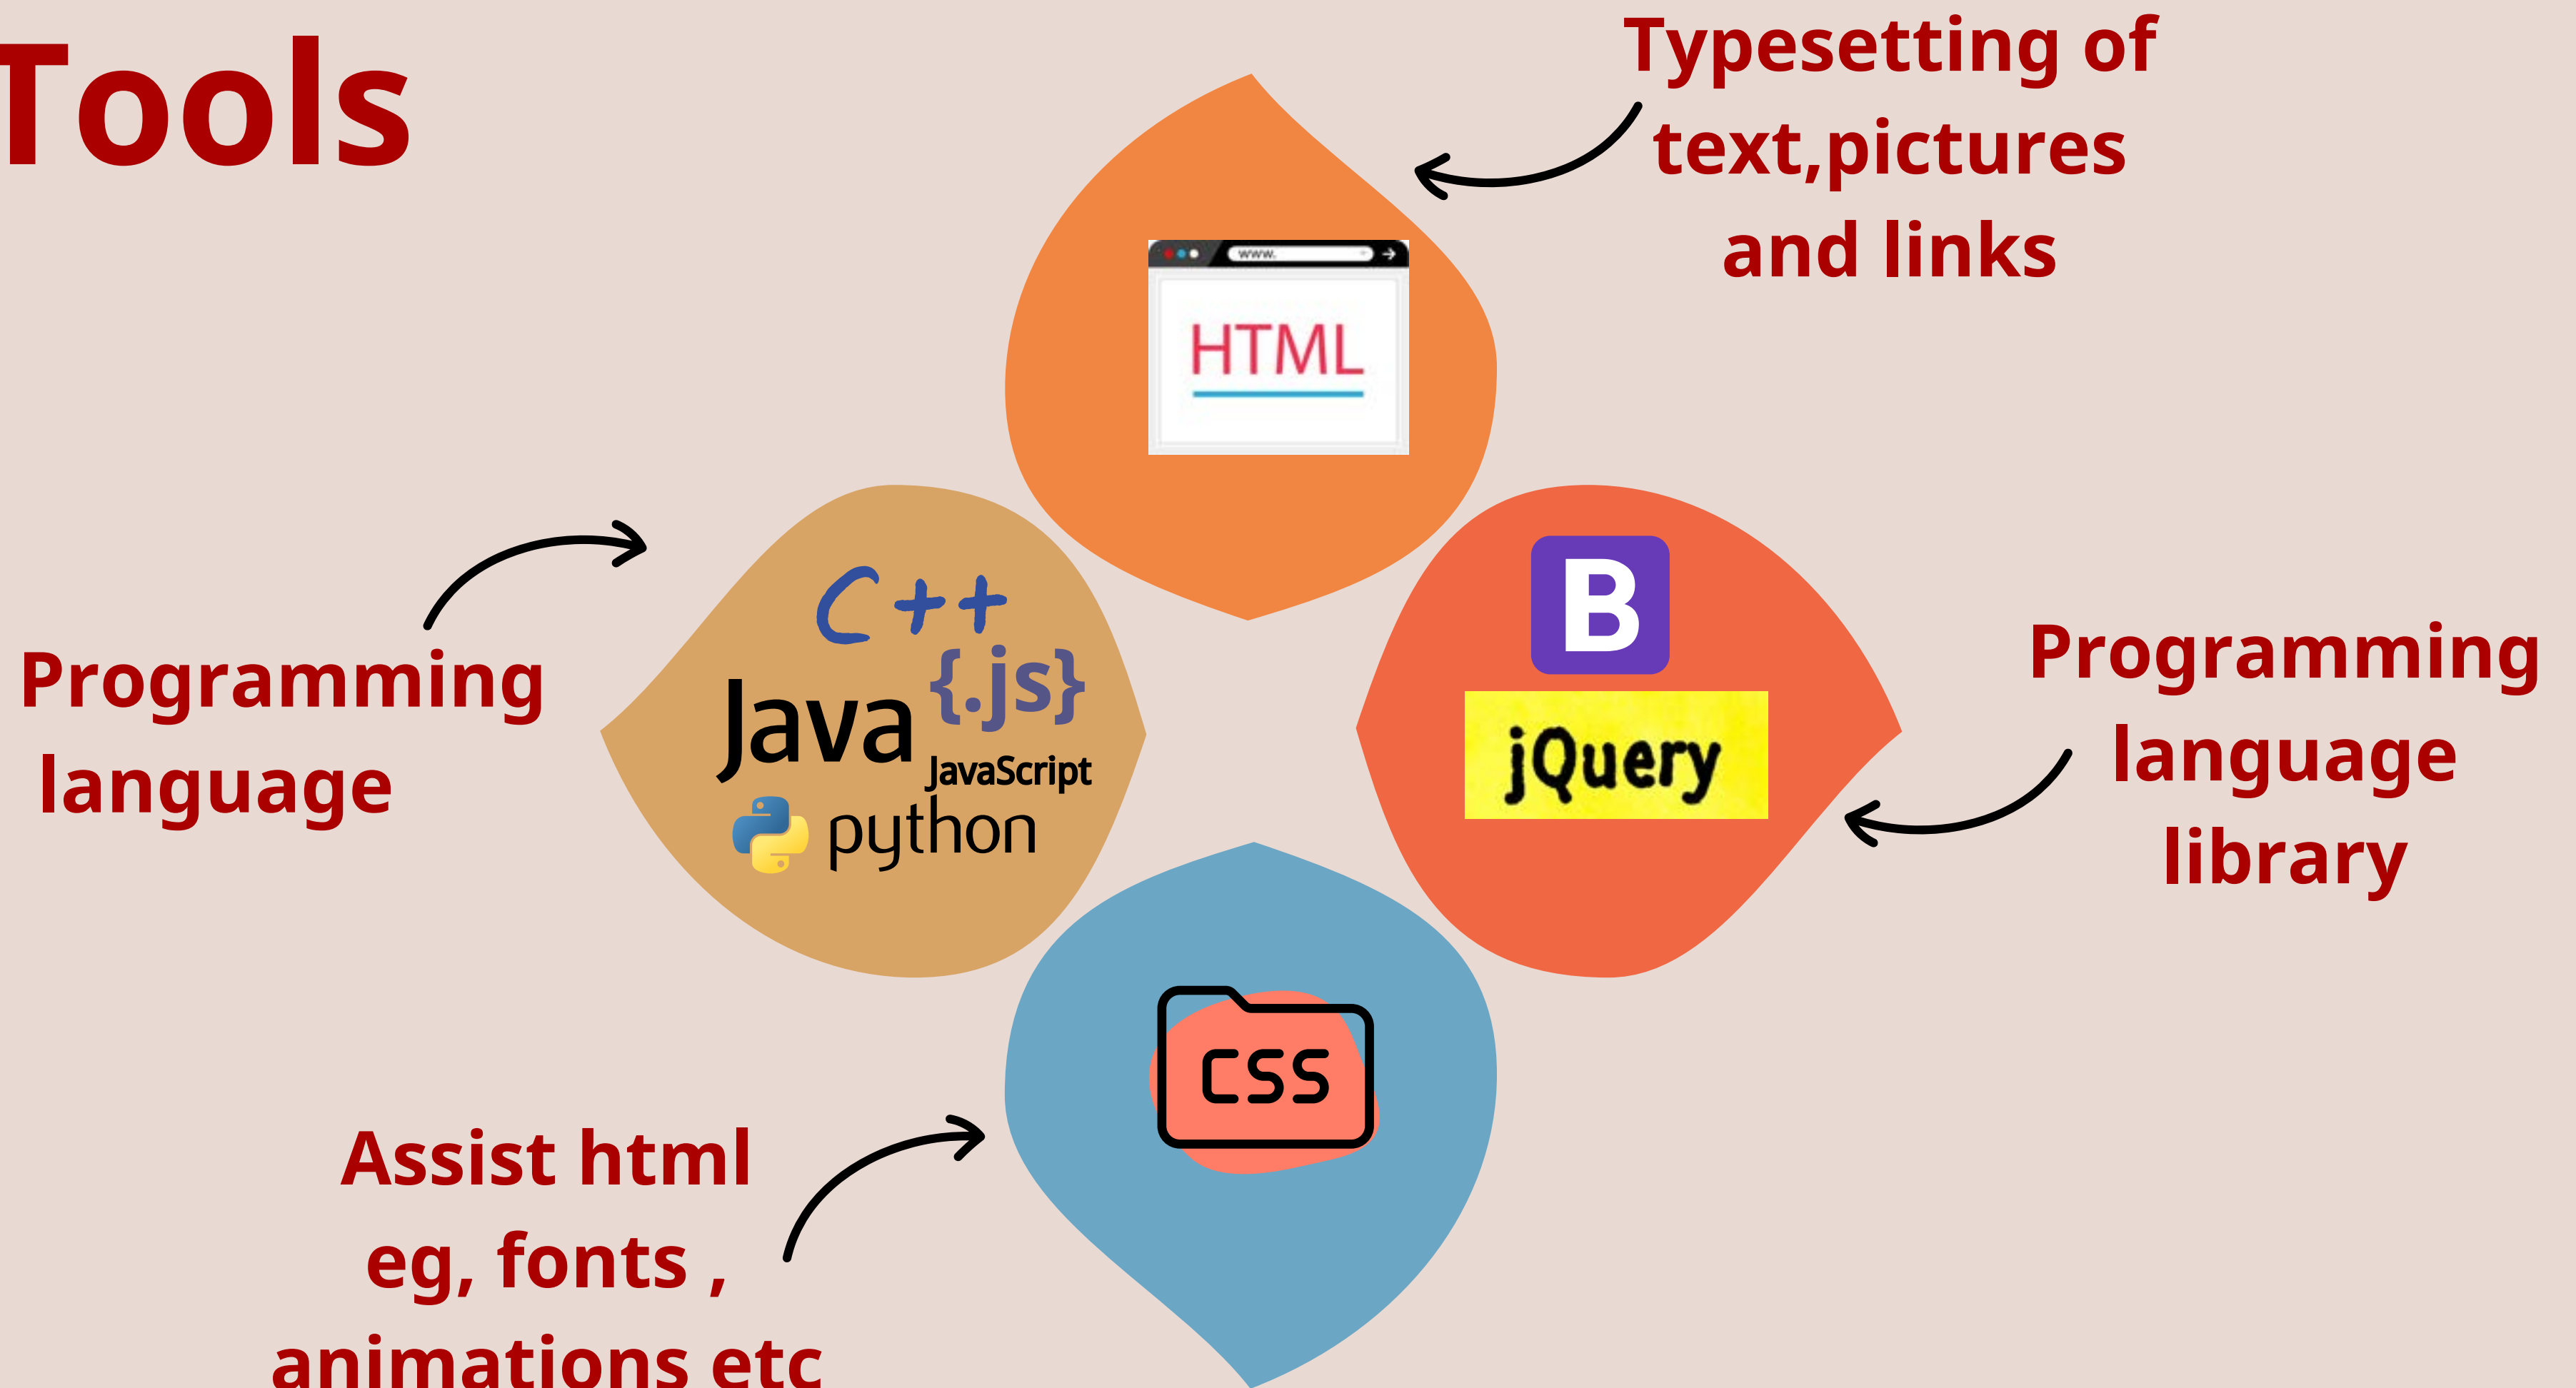 Tools
Typesetting of
text,pictures
and links
www.
HTML
Programming
language
C++
{.js}
Java
JavaScript
python
B
jQuery
Programming
language
library
CSS
Assist html
eg, fonts ,
animations etc